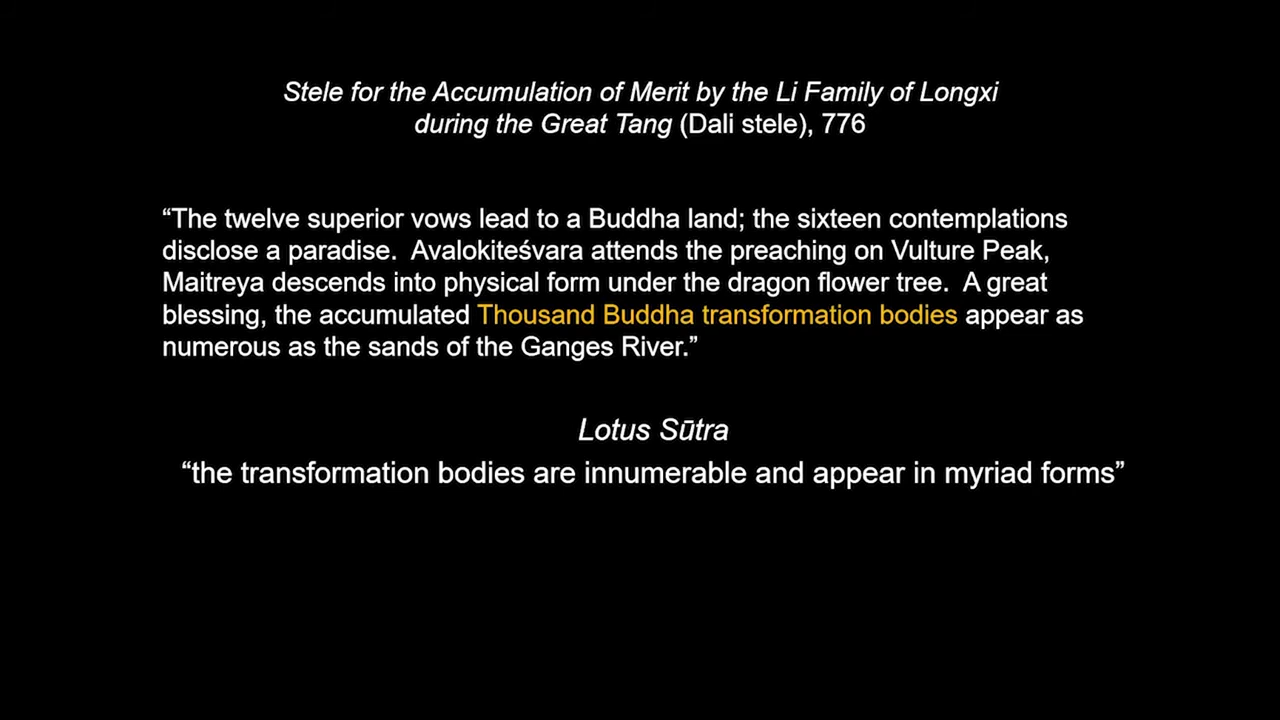 Stele for the Accumulation of Merit by the Li Family of Longxi
during the Great Tang (Dali stele), 776
“The twelve superior vows lead to a Buddha land; the sixteen contemplations
disclose a paradise.  Avalokiteśvara attends the preaching on Vulture Peak,
Maitreya descends into physical form under the dragon flower tree.  A great
blessing, the accumulated Thousand Buddha transformation bodies appear as
numerous as the sands of the Ganges River.”
Lotus Sūtra
“the transformation bodies are innumerable and appear in myriad forms”